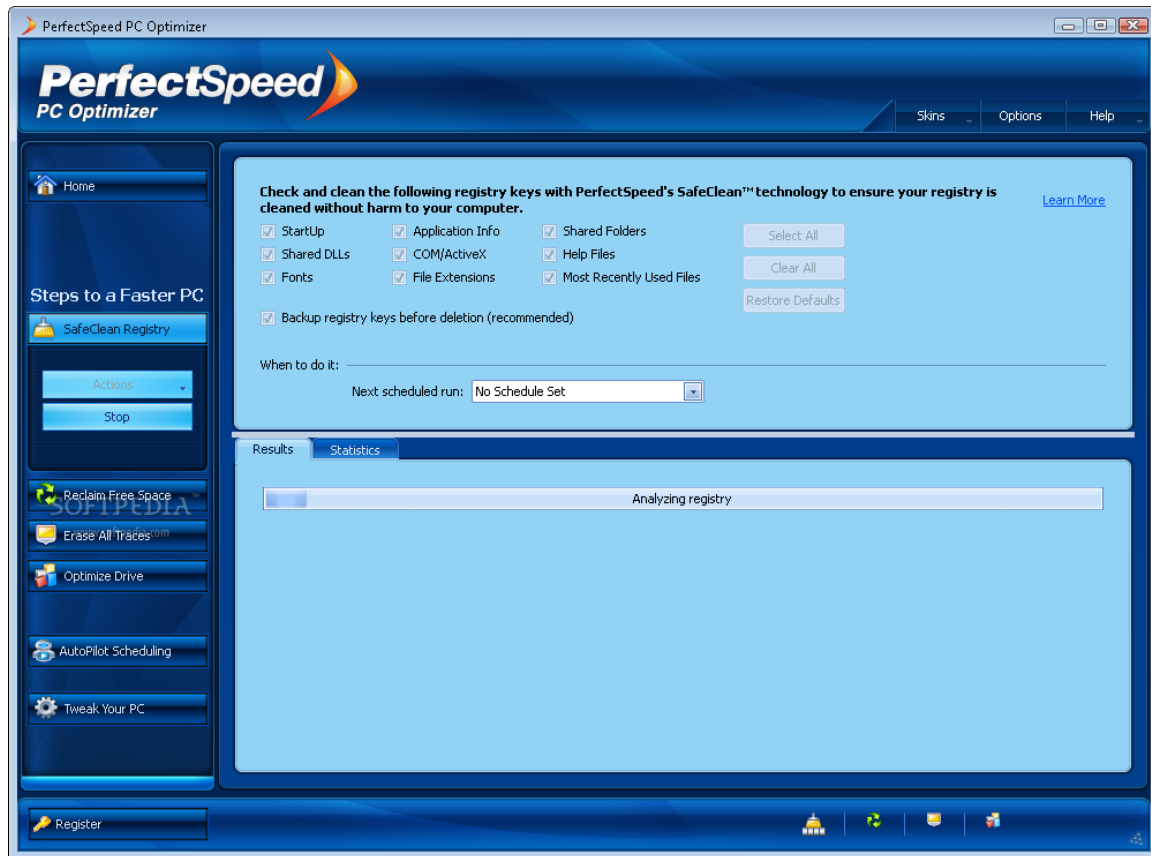 PerfectSpeed PC Optimizer
PerfectSpeed
PC Optimizer
Skins
Options
Help
Home
Steps to a Faster PC
SafeClean Registry
Actions
Stop
Reclaim Free Space
SOFTPEDIA™
www.softpedia.com
Erase All Traces
Optimize Drive
AutoPilot Scheduling
Tweak Your PC
Register
Check and clean the following registry keys with PerfectSpeed's SafeClean™ technology to ensure your registry is
cleaned without harm to your computer.
Learn More
StartUp
Application Info
Shared Folders
Select All
Shared DLLs
COM/ActiveX
Help Files
Clear All
Fonts
File Extensions
Most Recently Used Files
Restore Defaults
Backup registry keys before deletion (recommended)
When to do it:
Next scheduled run: No Schedule Set
Results
Statistics
Analyzing registry